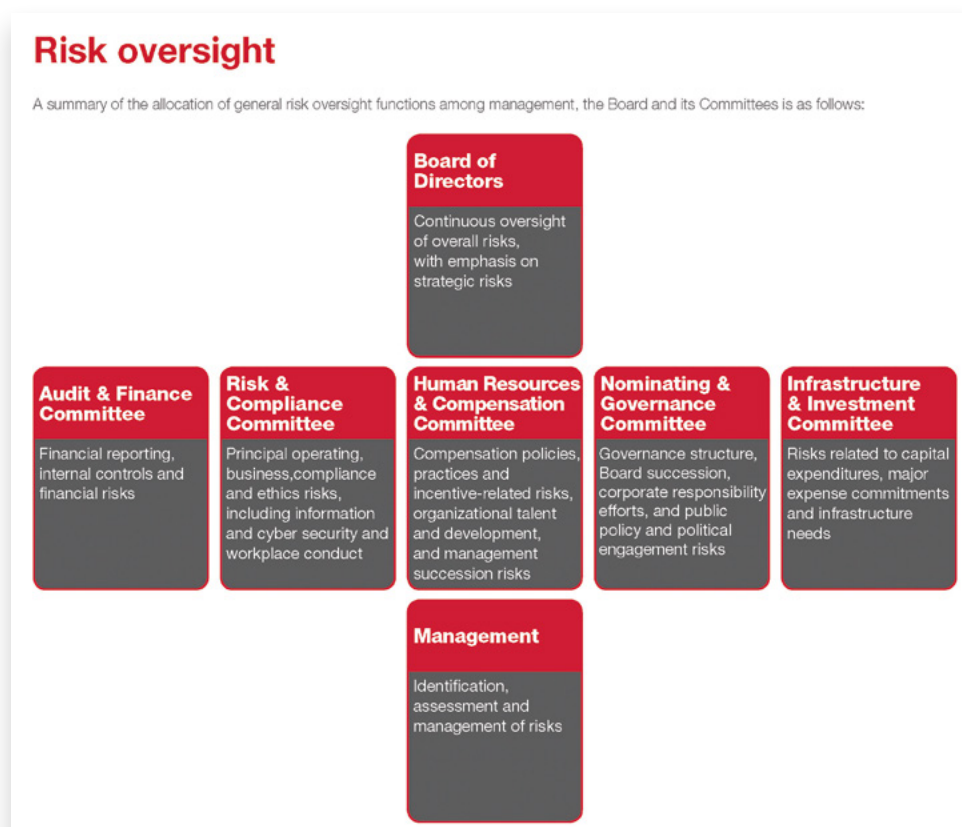 Risk oversight
A summary of the allocation of general risk oversight functions among management, the Board and its Committees is as follows:
Board of
Directors
Continuous oversight
of overall risks,
with emphasis on
strategic risks
Audit & Finance
Committee
Financial reporting,
internal controls and
financial risks
Risk &
Compliance
Committee
Principal operating,
business,compliance
and ethics risks,
including information
and cyber security and
workplace conduct
Human Resources
& Compensation
Committee
Compensation policies,
practices and
incentive-related risks,
organizational talent
and development,
and management
succession risks
Nominating &
Governance
Committee
Governance structure,
Board succession,
corporate responsibility
efforts, and public
policy and political
engagement risks
Infrastructure
& Investment
Committee
Risks related to capital
expenditures, major
expense commitments
and infrastructure
needs
Management
Identification,
assessment and
management of risks